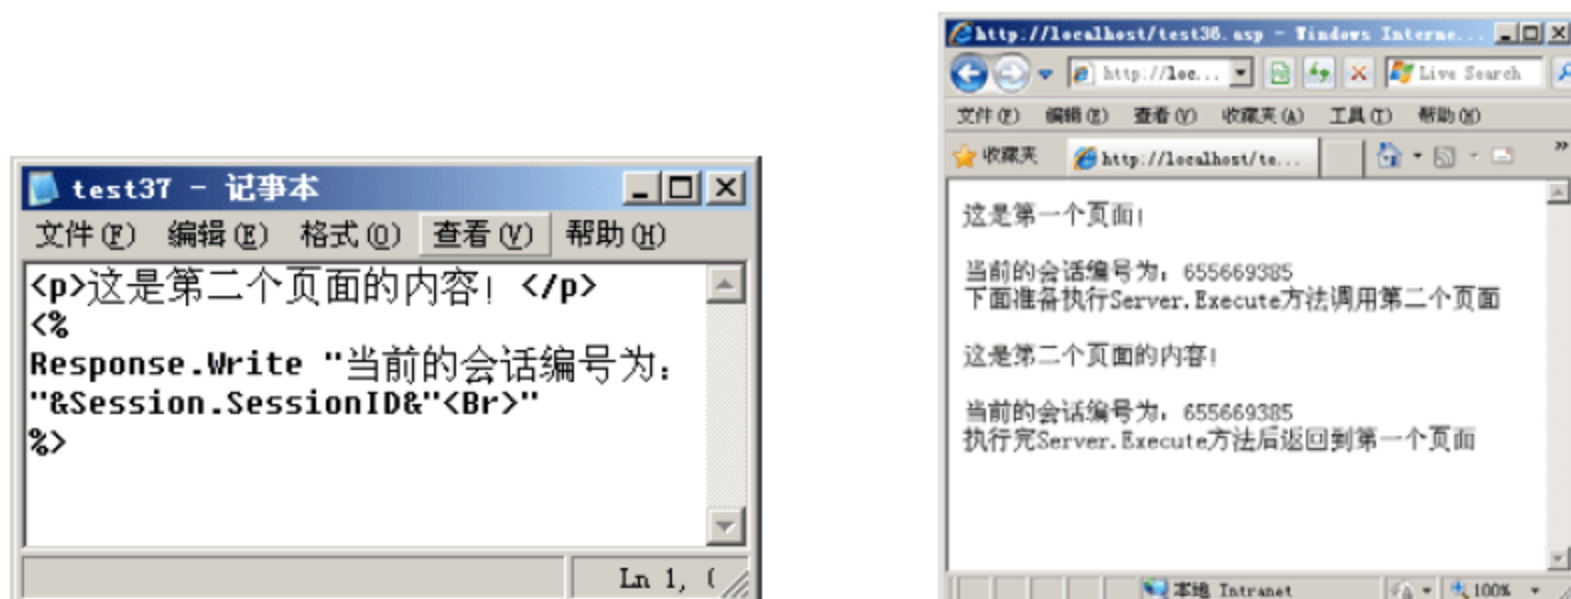 test37 - 记事本
文件(F) 编辑(E) 格式(O) 查看(V) 帮助(H)
<p>这是第二个页面的内容! </p>
<%
Response.Write "当前的会话编号为:
"&Session.SessionID&"<Br>"
%>
Ln 1,
http://localhost/test36.asp - Windows Interne...
http://loc... Live Search
文件(F) 编辑(E) 查看(V) 收藏夹(A) 工具(T) 帮助(H)
收藏夹 http://localhost/te...
这是第一个页面!
当前的会话编号为: 655669385
下面准备执行Server.Execute方法调用第二个页面
这是第二个页面的内容!
当前的会话编号为: 655669385
执行完Server.Execute方法后返回到第一个页面
本地 Intranet 100%